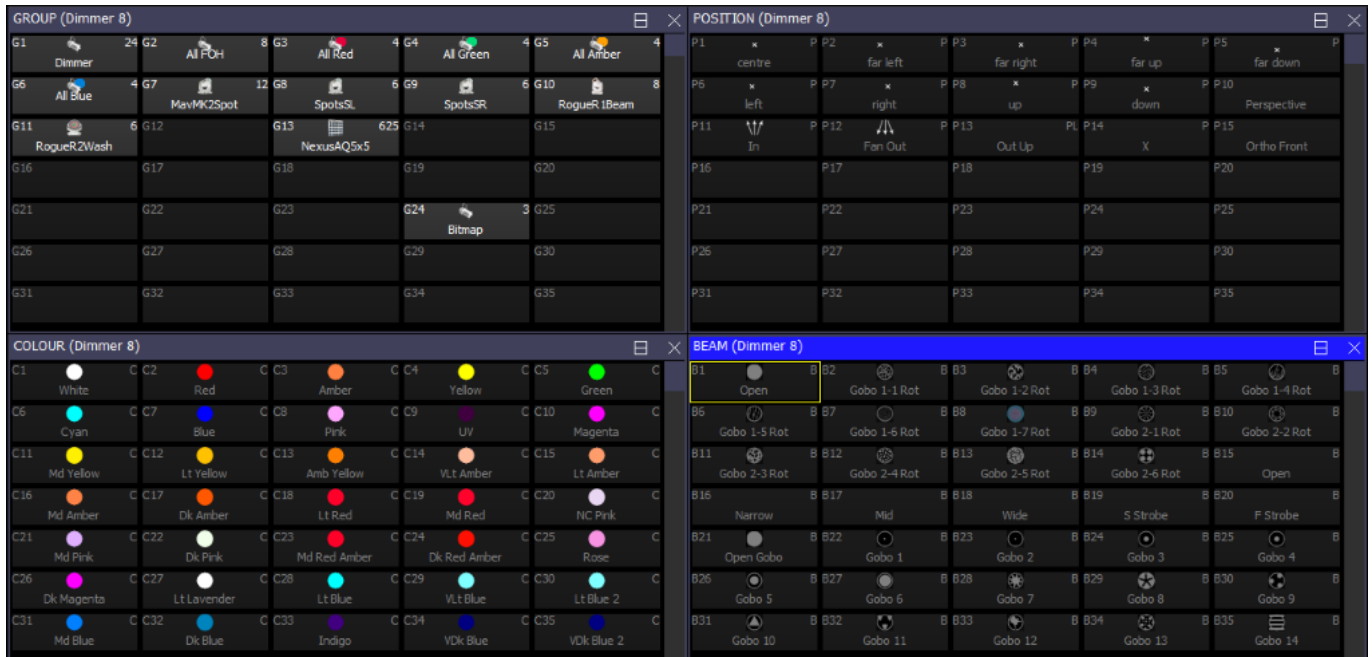 GROUP (Dimmer 8)
G1 24 G2 8 G3 4 G4 4 G5 4
Dimmer All FOH All Red All Green All Amber
G6 4 G7 12 G8 6 G9 6 G10 8
All Blue MavMK2Spot SpotsSL SpotsSR RogueR1Beam
G11 6 G12 G13 625 G14 G15
RogueR2Wash NexusAQ5x5
G16 G17 G18 G19 G20
G21 G22 G23 G24 3 G25
Bitmap
G26 G27 G28 G29 G30
G31 G32 G33 G34 G35
POSITION (Dimmer 8)
P1 P P2 P P3 P P4 P P5 P
centre far left far right far up far down
P6 P P7 P P8 P P9 P P10
left right up down Perspective
P11 P P12 P P13 PL P14 P P15
In Fan Out Out Up X Ortho Front
P16 P17 P18 P19 P20
P21 P22 P23 P24 P25
P26 P27 P28 P29 P30
P31 P32 P33 P34 P35
COLOUR (Dimmer 8)
C1 C C2 C C3 C C4 C C5 C
White Red Amber Yellow Green
C6 C C7 C C8 C C9 C C10 C
Cyan Blue Pink UV Magenta
C11 C C12 C C13 C C14 C C15 C
Md Yellow Lt Yellow Amb Yellow VLt Amber Lt Amber
C16 C C17 C C18 C C19 C C20 C
Md Amber Dk Amber Lt Red Md Red NC Pink
C21 C C22 C C23 C C24 C C25 C
Md Pink Dk Pink Md Red Amber Dk Red Amber Rose
C26 C C27 C C28 C C29 C C30 C
Dk Magenta Lt Lavender Lt Blue VLt Blue Lt Blue 2
C31 C C32 C C33 C C34 C C35 C
Md Blue Dk Blue Indigo VDk Blue VDk Blue 2
BEAM (Dimmer 8)
B1 B B2 B B3 B B4 B B5 B
Open Gobo 1-1 Rot Gobo 1-2 Rot Gobo 1-3 Rot Gobo 1-4 Rot
B6 B B7 B B8 B B9 B B10 B
Gobo 1-5 Rot Gobo 1-6 Rot Gobo 1-7 Rot Gobo 2-1 Rot Gobo 2-2 Rot
B11 B B12 B B13 B B14 B B15 B
Gobo 2-3 Rot Gobo 2-4 Rot Gobo 2-5 Rot Gobo 2-6 Rot Open
B16 B B17 B B18 B B19 B B20 B
Narrow Mid Wide S Strobe F Strobe
B21 B B22 B B23 B B24 B B25 B
Open Gobo Gobo 1 Gobo 2 Gobo 3 Gobo 4
B26 B B27 B B28 B B29 B B30 B
Gobo 5 Gobo 6 Gobo 7 Gobo 8 Gobo 9
B31 B B32 B B33 B B34 B B35 B
Gobo 10 Gobo 11 Gobo 12 Gobo 13 Gobo 14